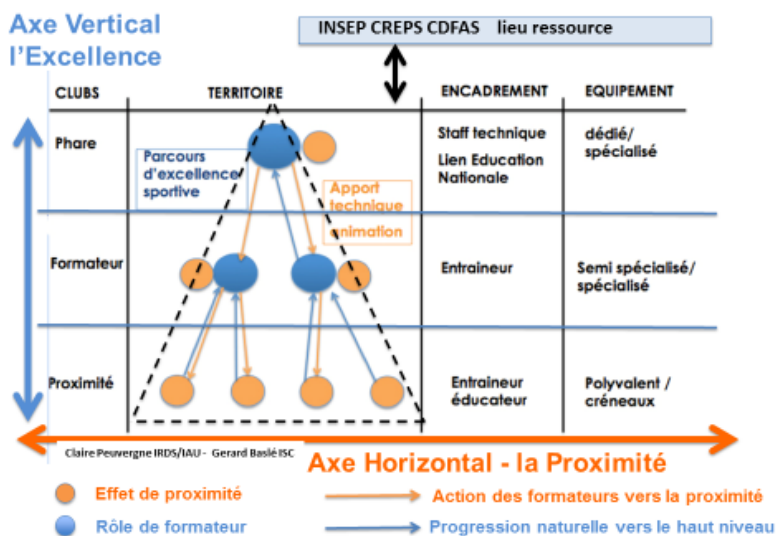 Axe Vertical
l'Excellence
INSEP CREPS CDFAS lieu ressource
CLUBS
TERRITOIRE
ENCADREMENT
EQUIPEMENT
Phare
Parcours
d'excellence
sportive
Apport
technique
animation
Staff technique
Lien Education
Nationale
dédié/
spécialisé
Formateur
Entraineur
Semi spécialisé/
spécialisé
Proximité
Entraineur
éducateur
Polyvalent /
créneaux
Claire Peuvergne IRDS/IAU - Gerard Baslé ISC
Axe Horizontal - la Proximité
Effet de proximité
Action des formateurs vers la proximité
Rôle de formateur
Progression naturelle vers le haut niveau